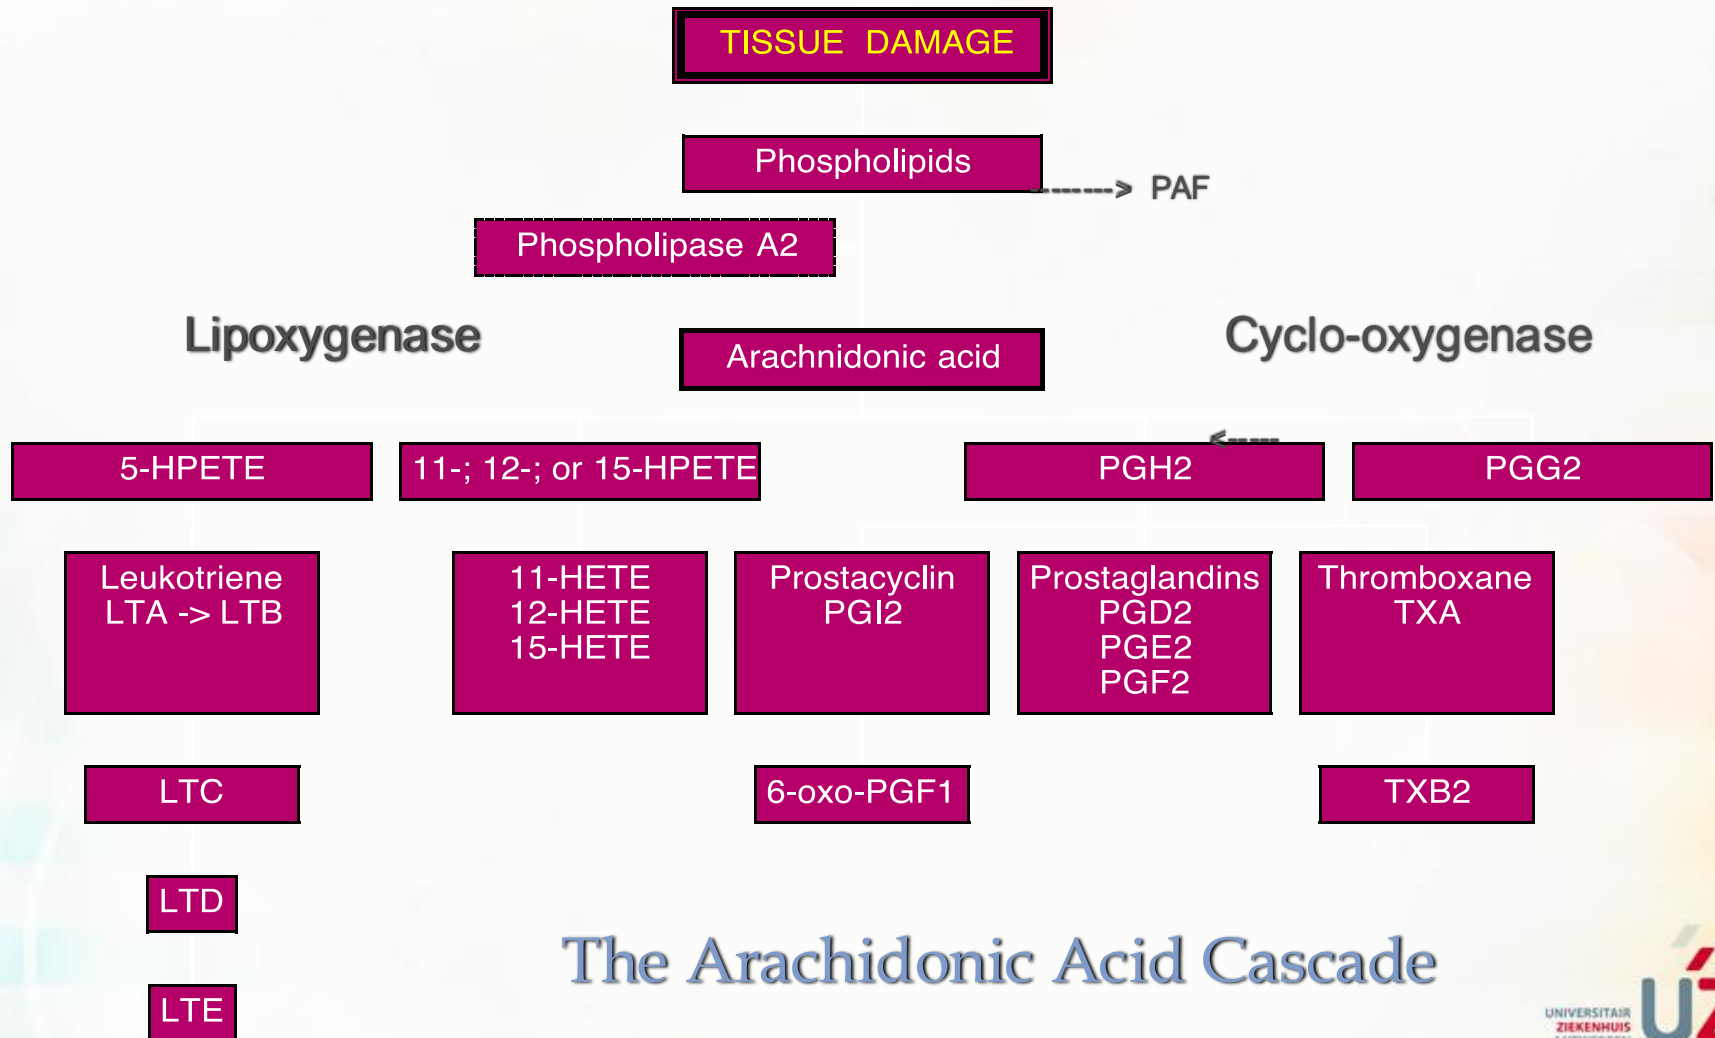 TISSUE DAMAGE
Phospholipids
--------> PAF
Phospholipase A2
Lipoxygenase
Cyclo-oxygenase
Arachnidonic acid
<-----
5-HPETE
11-; 12-; or 15-HPETE
PGH2
PGG2
Leukotriene
LTA -> LTB
11-HETE
12-HETE
15-HETE
Prostacyclin
PGI2
Prostaglandins
PGD2
PGE2
PGF2
Thromboxane
TXA
LTC
6-oxo-PGF1
TXB2
LTD
LTE
The Arachidonic Acid Cascade
UNIVERSITAIR
ZIEKENHUIS
UZ